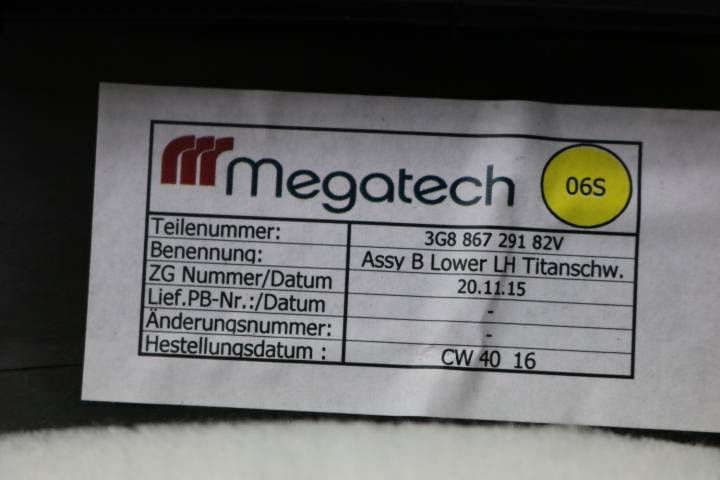 Megatech 06S
Teilenummer: 3G8 867 291 82V
Benennung: Assy B Lower LH Titanschw.
ZG Nummer/Datum 20.11.15
Lief.PB-Nr.:/Datum -
Änderungsnummer: -
Hestellungsdatum : CW 40 16